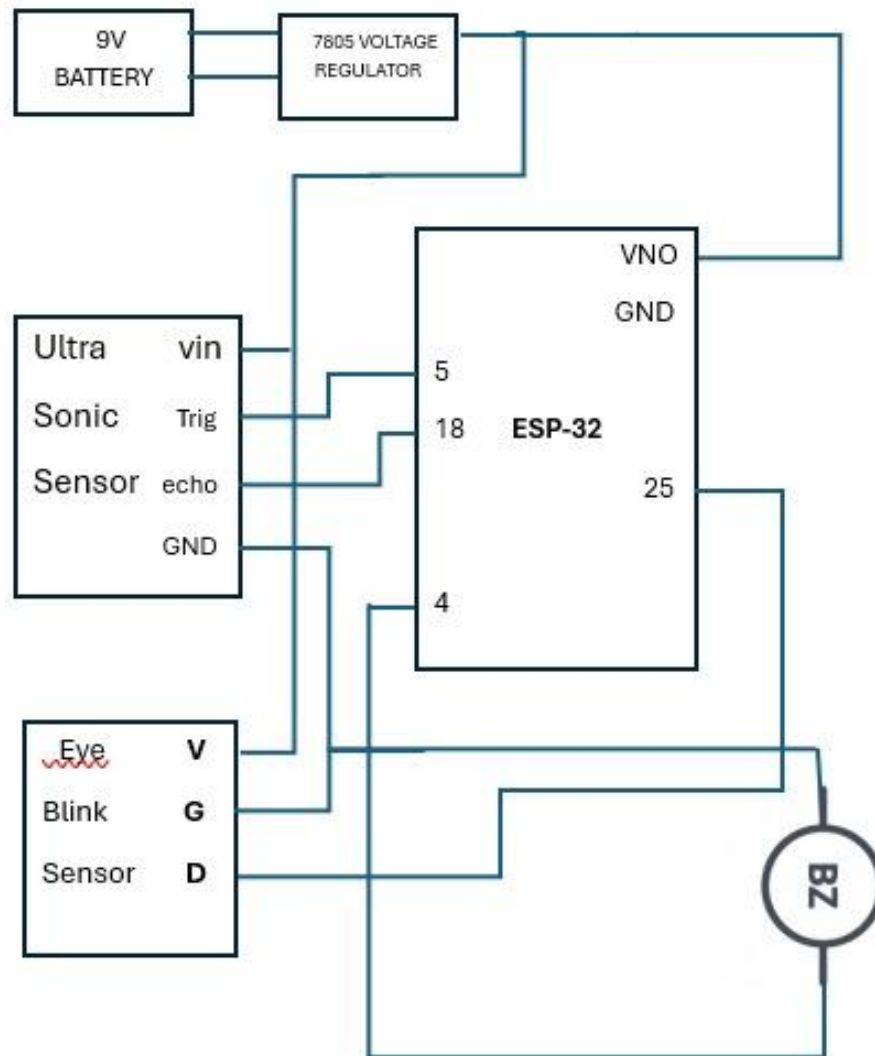 9V
BATTERY
7805 VOLTAGE
REGULATOR
VNO
GND
Ultra vin
Sonic Trig
Sensor echo
GND
5
18 ESP-32
25
4
Eye V
Blink G
Sensor D
BZ